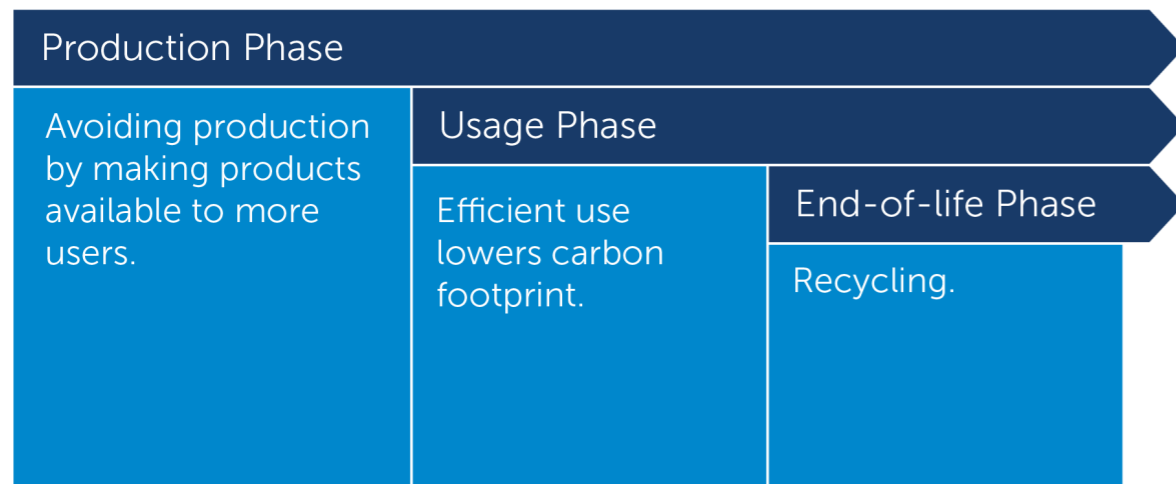 Production Phase
Avoiding production
by making products
available to more
users.
Usage Phase
Efficient use
lowers carbon
footprint.
End-of-life Phase
Recycling.